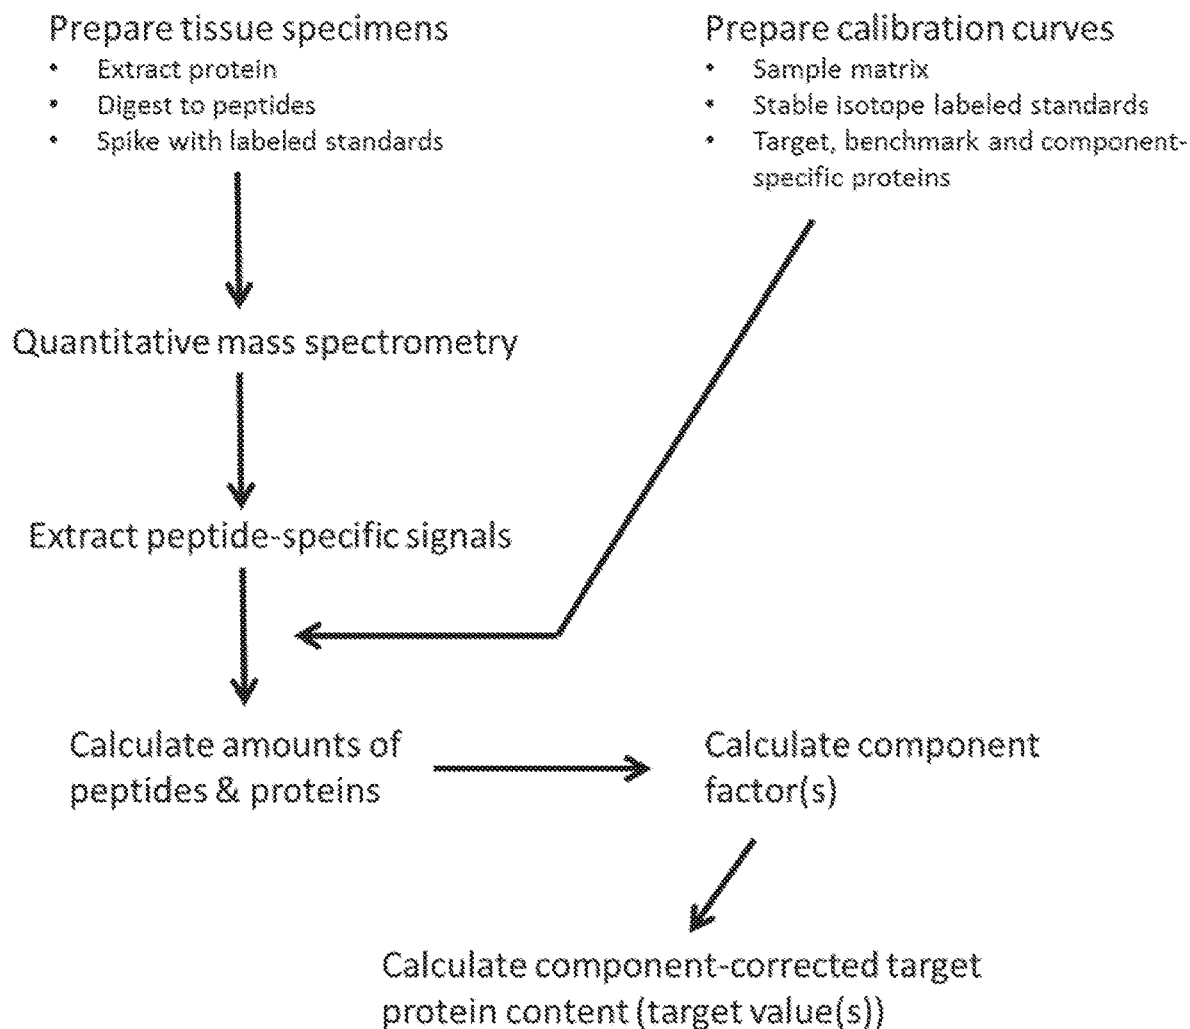 Prepare tissue specimens
• Extract protein
• Digest to peptides
• Spike with labeled standards
Prepare calibration curves
• Sample matrix
• Stable isotope labeled standards
• Target, benchmark and component-
specific proteins
Quantitative mass spectrometry
Extract peptide-specific signals
Calculate amounts of
peptides & proteins
Calculate component
factor(s)
Calculate component-corrected target
protein content (target value(s))